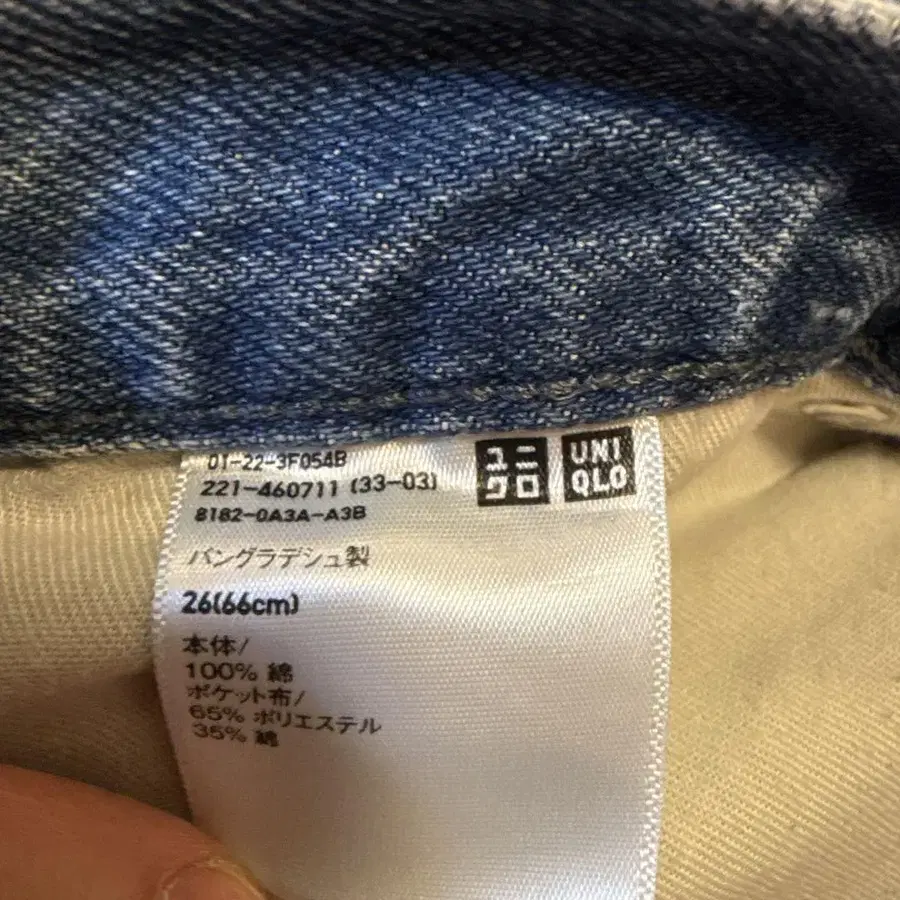 01-22-3F054B
221-460711 (33-03)
8182-0A3A-A3B
ユニ
クロ
UNI
QLO
バングラデシュ製
26(66cm)
本体/
100% 綿
ポケット布/
65% ポリエステル
35% 綿